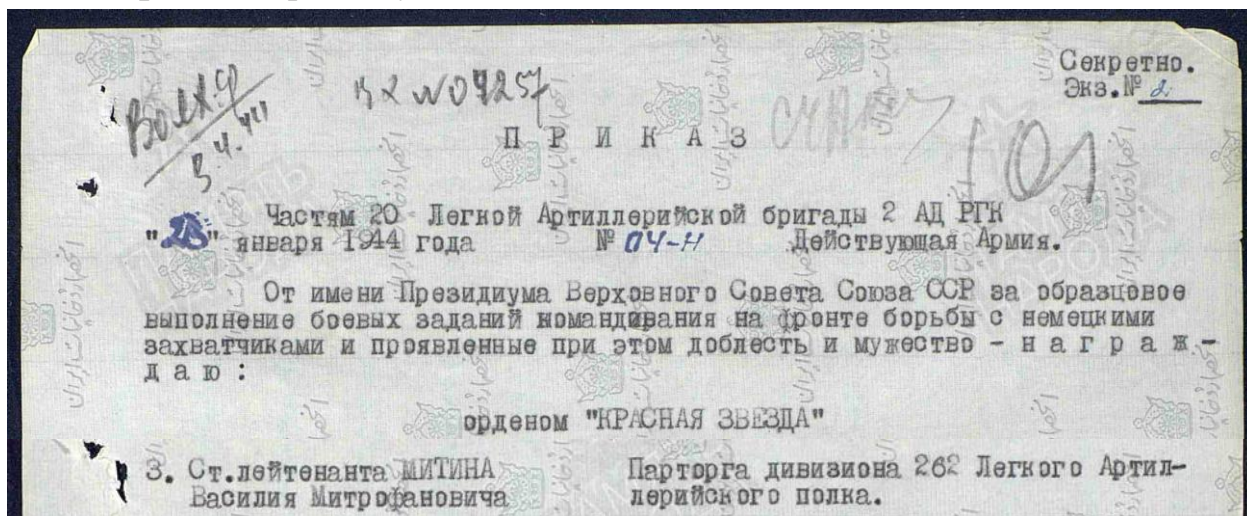 Секретно.
Экз.№ 2
Вх №04257
П Р И К А З
Частям 20 Легкой Артиллерийской бригады 2 АД РГК
"28" января 1944 года № 04-Н Действующая Армия.
От имени Президиума Верховного Совета Союза ССР за образцовое
выполнение боевых заданий командивания на фронте борьбы с немецкими
захватчиками и проявленные при этом доблесть и мужество - н а г р а ж -
д а ю :
орденом "КРАСНАЯ ЗВЕЗДА"
3. Ст.лейтенанта МИТИНА Парторга дивизиона 262 Легкого Артил-
Василия Митрофановича лерийского полка.